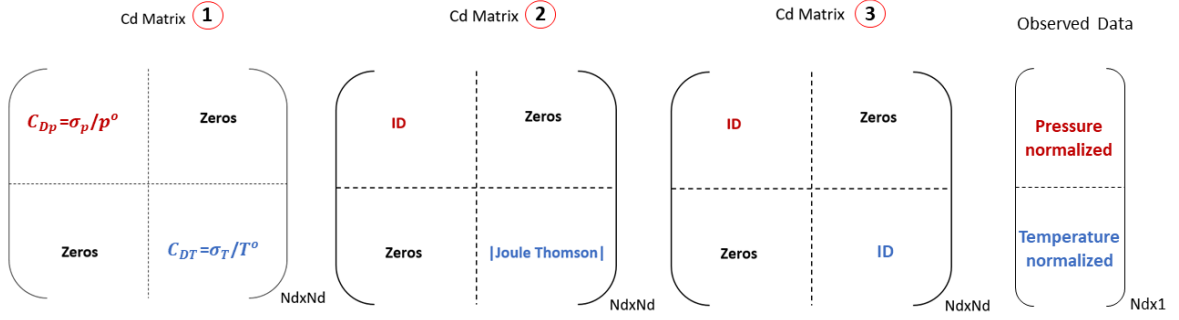 Cd Matrix 1
C_Dp=σ_p/p^o
Zeros
Zeros
C_DT=σ_T/T^o
NdxNd
Cd Matrix 2
ID
Zeros
Zeros
|Joule Thomson|
NdxNd
Cd Matrix 3
ID
Zeros
Zeros
ID
NdxNd
Observed Data
Pressure
normalized
Temperature
normalized
Ndx1